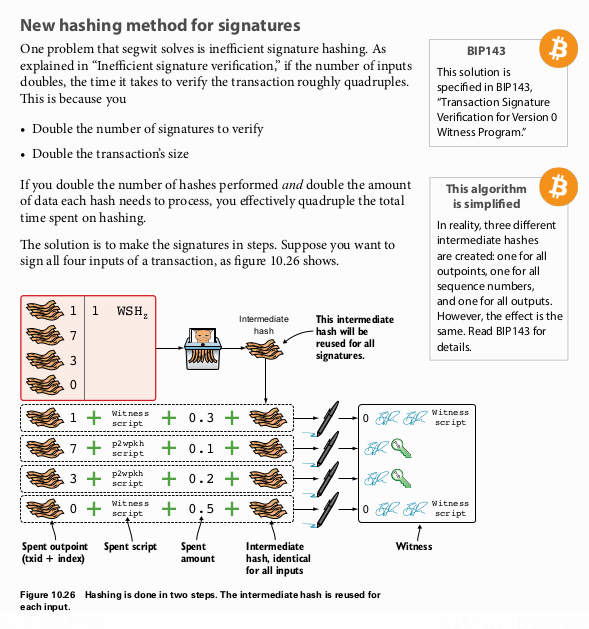 New hashing method for signatures
One problem that segwit solves is inefficient signature hashing. As
explained in “Inefficient signature verification,” if the number of inputs
doubles, the time it takes to verify the transaction roughly quadruples.
This is because you
• Double the number of signatures to verify
• Double the transaction’s size
If you double the number of hashes performed and double the amount
of data each hash needs to process, you effectively quadruple the total
time spent on hashing.
The solution is to make the signatures in steps. Suppose you want to
sign all four inputs of a transaction, as figure 10.26 shows.
BIP143
This solution is
specified in BIP143,
“Transaction Signature
Verification for Version 0
Witness Program.”
This algorithm
is simplified
In reality, three different
intermediate hashes
are created: one for all
outpoints, one for all
sequence numbers,
and one for all outputs.
However, the effect is the
same. Read BIP143 for
details.
1 1 WSHz
7
3
0
Intermediate
hash
This intermediate
hash will be
reused for all
signatures.
1 + Witness script + 0.3 + 0 Witness script
7 + p2wpkh script + 0.1 +
3 + p2wpkh script + 0.2 +
0 + Witness script + 0.5 + 0 Witness script
Spent outpoint
(txid + index)
Spent script
Spent
amount
Intermediate
hash, identical
for all inputs
Witness
Figure 10.26 Hashing is done in two steps. The intermediate hash is reused for
each input.